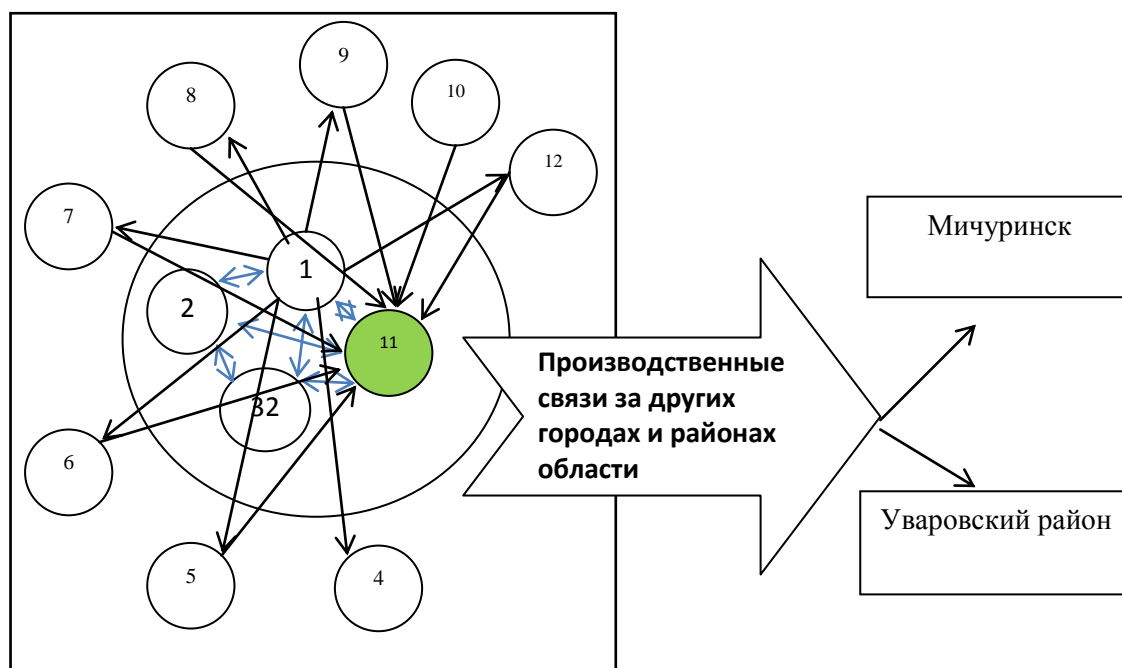 9
8
10
12
7
1
2
11
32
6
5
4
Производственные
связи за других
городах и районах
области
Мичуринск
Уваровский район